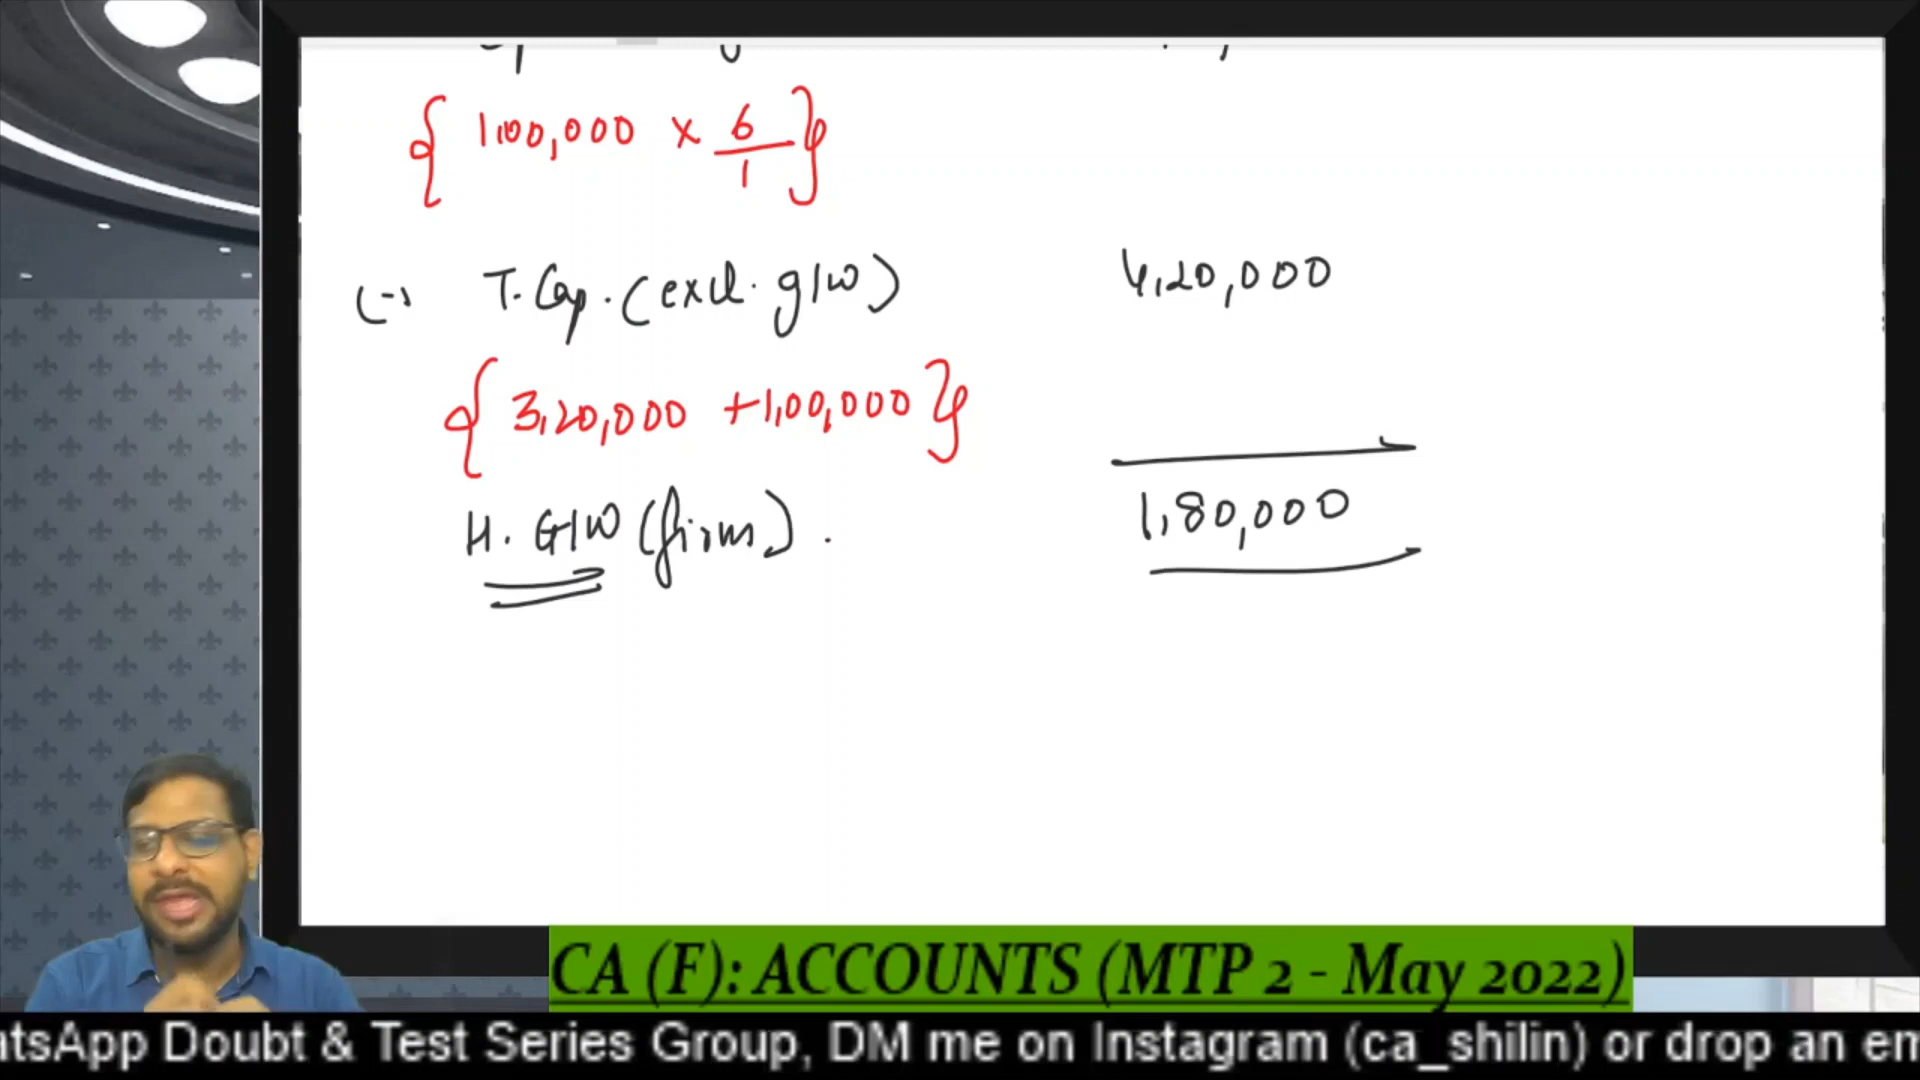 { 1,00,000 x 6/1 }
(-) T. Cap. (excl. g/w) 4,20,000
{ 3,20,000 + 1,00,000 }
H. G/W (firm). 1,80,000
CA (F): ACCOUNTS (MTP 2 - May 2022)
atsApp Doubt & Test Series Group, DM me on Instagram (ca_shilin) or drop an em